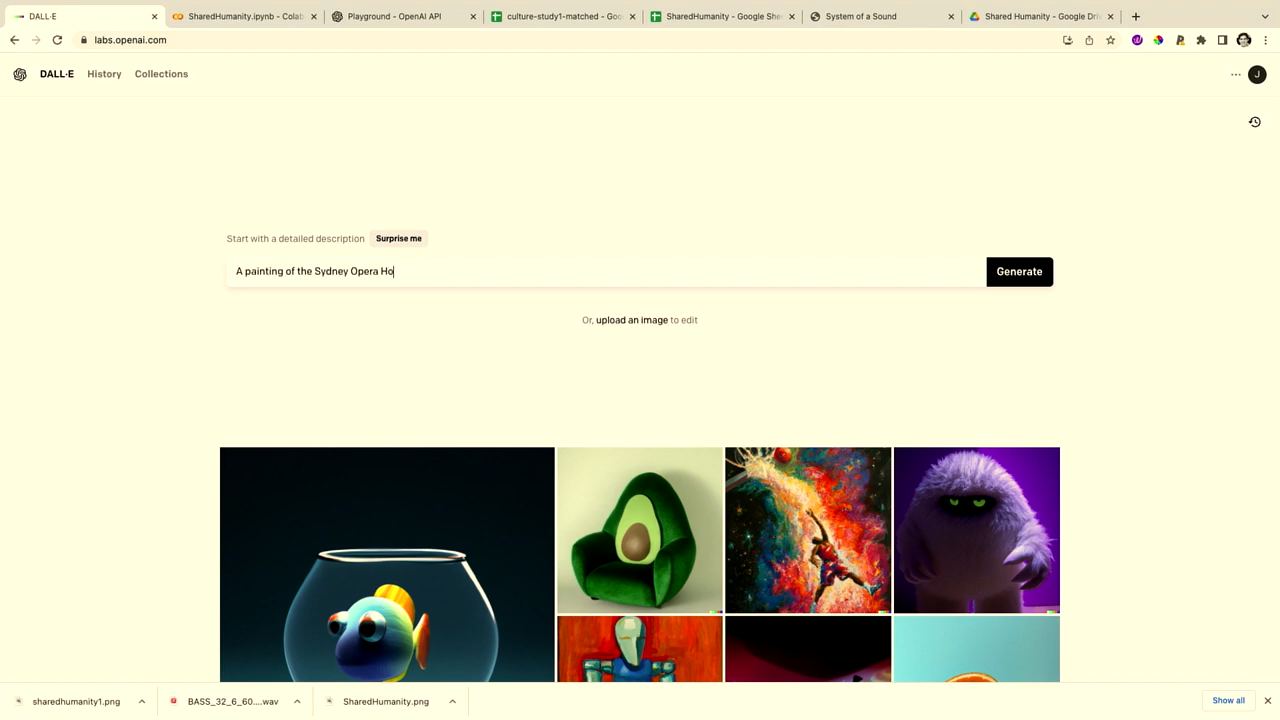 DALL·E
SharedHumanity.ipynb - Colab
Playground - OpenAI API
culture-study1-matched - Goo
SharedHumanity - Google She
System of a Sound
Shared Humanity - Google Driv
labs.openai.com
DALL·E History Collections
J
Start with a detailed description Surprise me
A painting of the Sydney Opera Ho
Generate
Or, upload an image to edit
sharedhumanity1.png
BASS_32_6_60....wav
SharedHumanity.png
Show all